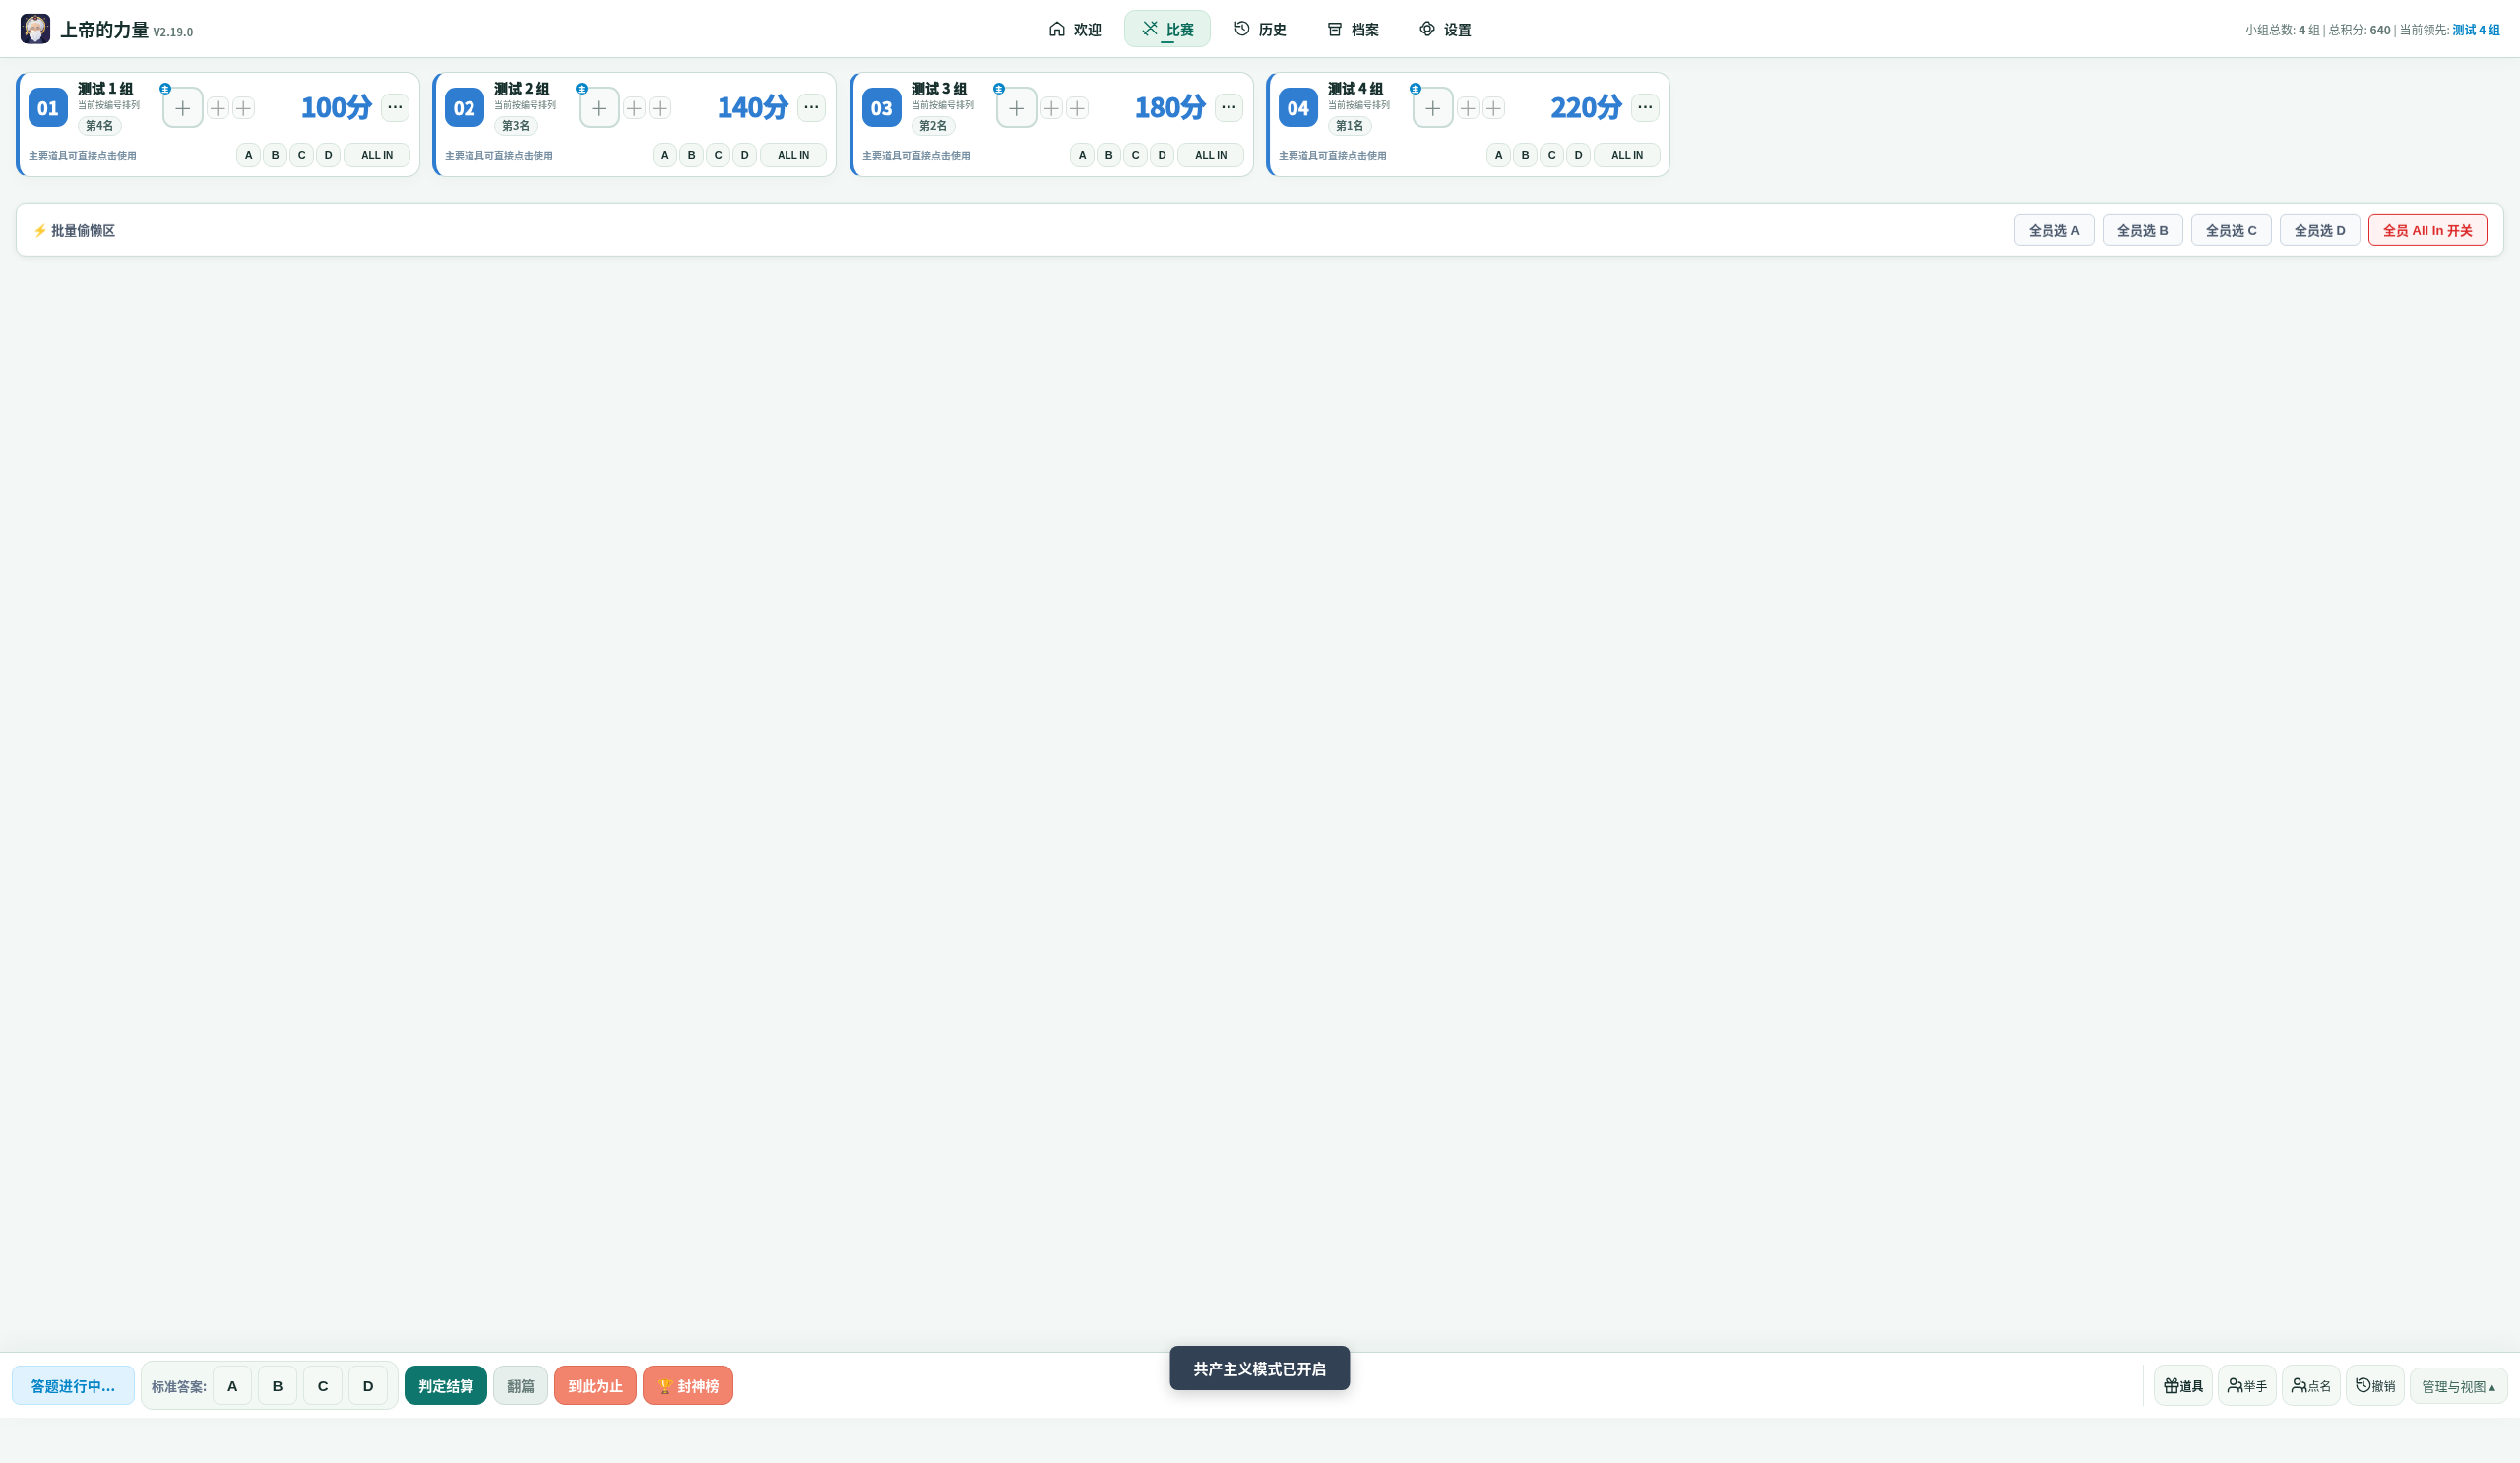 上帝的力量 V2.19.0
欢迎
比赛
历史
档案
设置
小组总数: 4 组 | 总积分: 640 | 当前领先: 测试 4 组
01
测试 1 组
当前按编号排列
第4名
主
100分
主要道具可直接点击使用
A B C D ALL IN
02
测试 2 组
当前按编号排列
第3名
主
140分
主要道具可直接点击使用
A B C D ALL IN
03
测试 3 组
当前按编号排列
第2名
主
180分
主要道具可直接点击使用
A B C D ALL IN
04
测试 4 组
当前按编号排列
第1名
主
220分
主要道具可直接点击使用
A B C D ALL IN
⚡ 批量偷懒区
全员选 A
全员选 B
全员选 C
全员选 D
全员 All In 开关
共产主义模式已开启
答题进行中...
标准答案: A B C D
判定结算
翻篇
到此为止
🏆 封神榜
道具
举手
点名
撤销
管理与视图 ▴